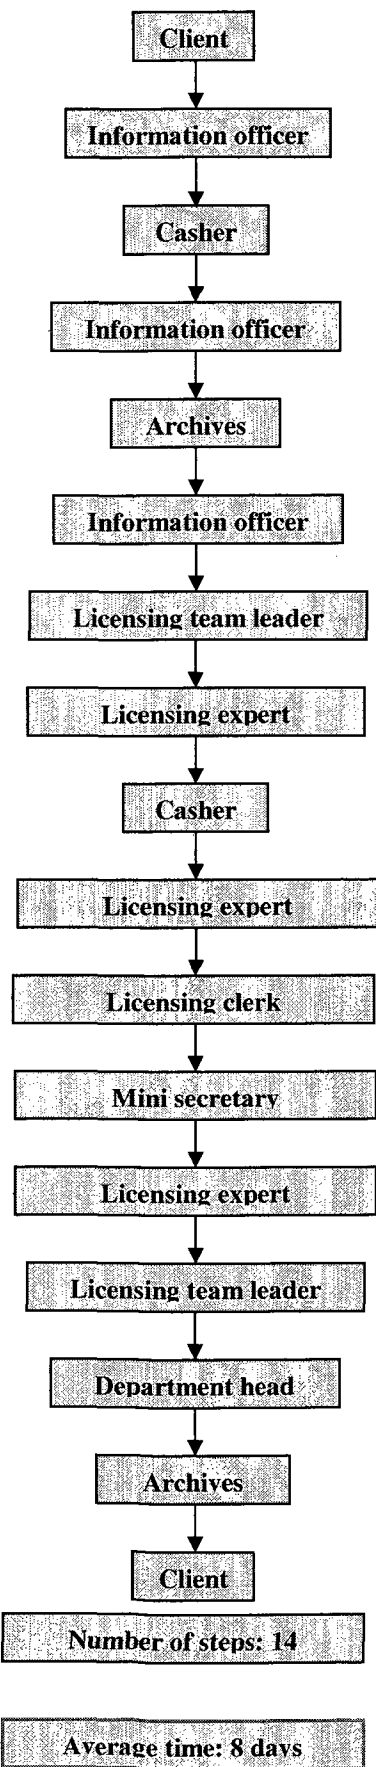 Client
Information officer
Casher
Information officer
Archives
Information officer
Licensing team leader
Licensing expert
Casher
Licensing expert
Licensing clerk
Mini secretary
Licensing expert
Licensing team leader
Department head
Archives
Client
Number of steps: 14
Average time: 8 days